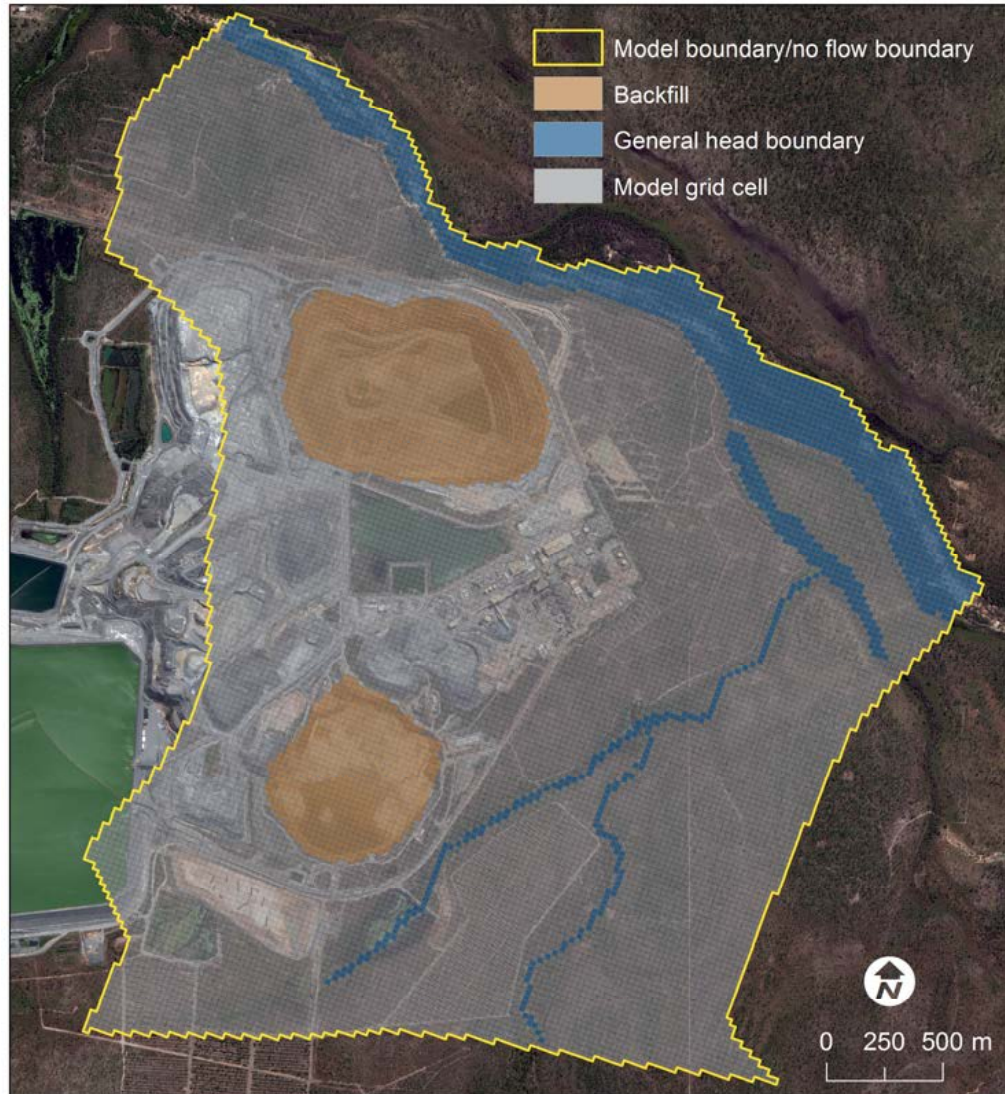 Model boundary/no flow boundary
Backfill
General head boundary
Model grid cell
N
0 250 500 m